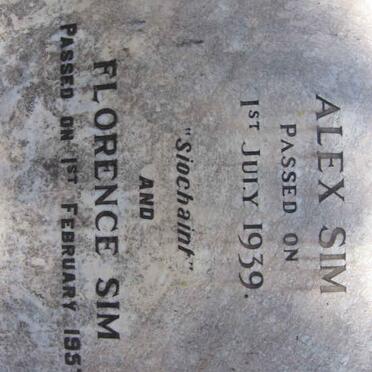 ALEX SIM
PASSED ON
1ST JULY 1939.
"Siochaint"
AND
FLORENCE SIM
PASSED ON 1ST FEBRUARY